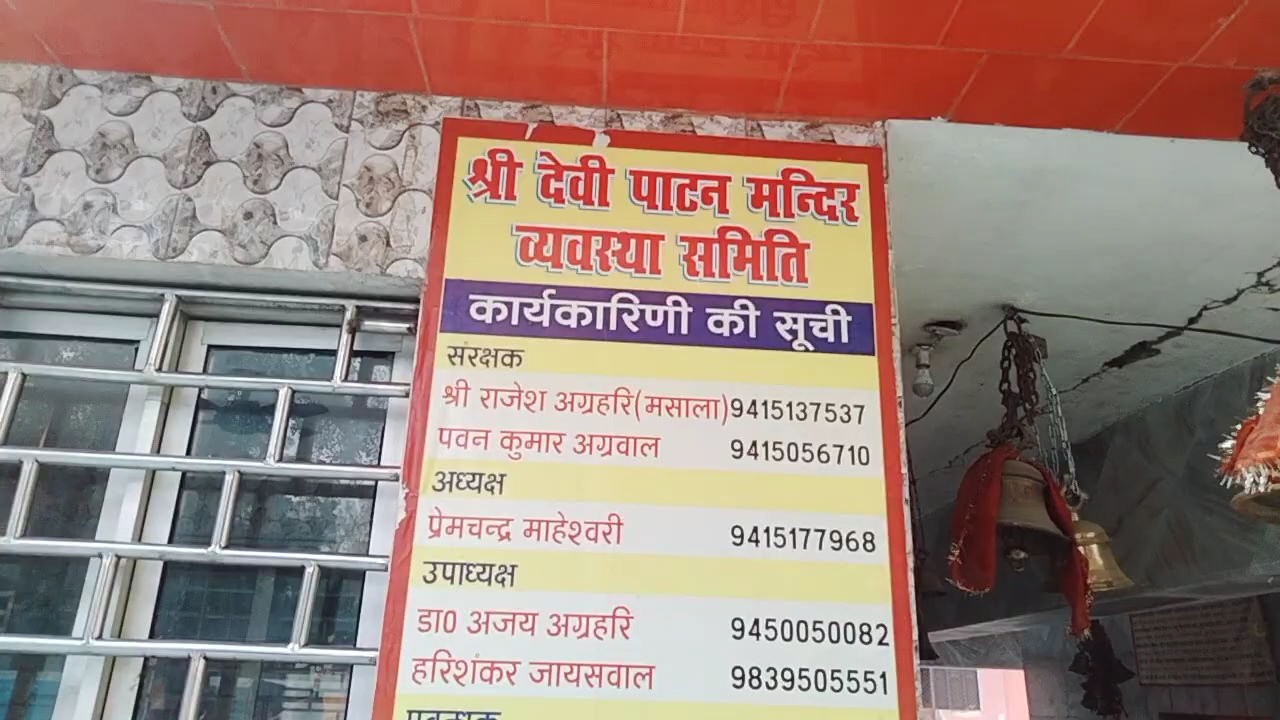 श्री देवी पाटन मन्दिर
व्यवस्था समिति
कार्यकारिणी की सूची
संरक्षक
श्री राजेश अग्रहरि(मसाला) 9415137537
पवन कुमार अग्रवाल 9415056710
अध्यक्ष
प्रेमचन्द्र माहेश्वरी 9415177968
उपाध्यक्ष
डा0 अजय अग्रहरि 9450050082
हरिशंकर जायसवाल 9839505551